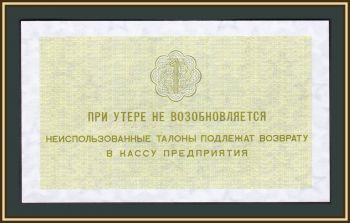 1
ПРИ УТЕРЕ НЕ ВОЗОБНОВЛЯЕТСЯ
НЕИСПОЛЬЗОВАННЫЕ ТАЛОНЫ ПОДЛЕЖАТ ВОЗВРАТУ
В КАССУ ПРЕДПРИЯТИЯ